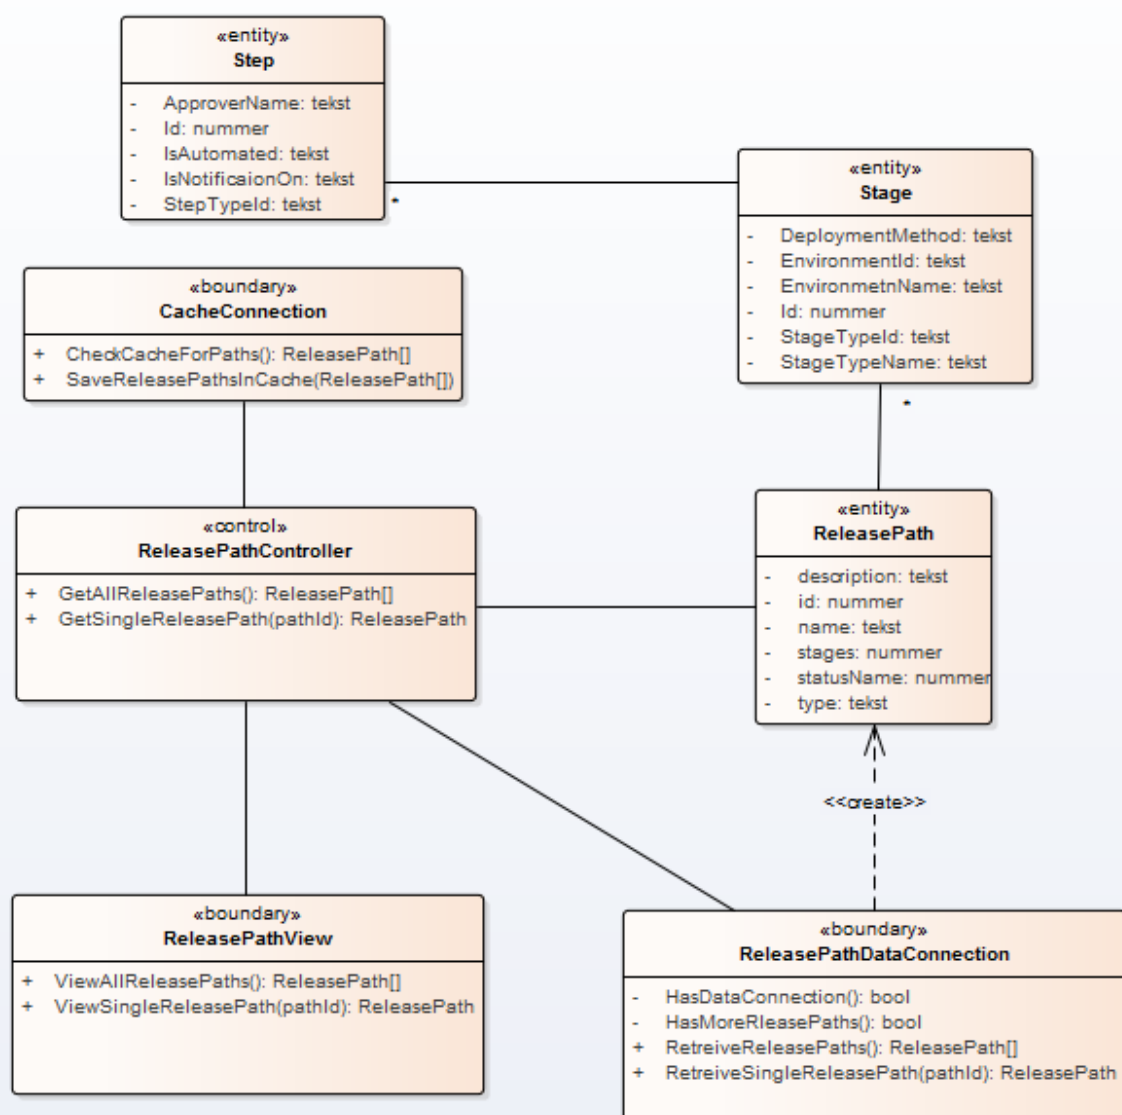 «entity»
Step
- ApproverName: tekst
- Id: nummer
- IsAutomated: tekst
- IsNotificaionOn: tekst
- StepTypeId: tekst
*
«entity»
Stage
- DeploymentMethod: tekst
- EnvironmentId: tekst
- EnvironmetnName: tekst
- Id: nummer
- StageTypeId: tekst
- StageTypeName: tekst
*
«boundary»
CacheConnection
+ CheckCacheForPaths(): ReleasePath[]
+ SaveReleasePathsInCache(ReleasePath[])
«control»
ReleasePathController
+ GetAllReleasePaths(): ReleasePath[]
+ GetSingleReleasePath(pathId): ReleasePath
«entity»
ReleasePath
- description: tekst
- id: nummer
- name: tekst
- stages: nummer
- statusName: nummer
- type: tekst
<<create>>
«boundary»
ReleasePathView
+ ViewAllReleasePaths(): ReleasePath[]
+ ViewSingleReleasePath(pathId): ReleasePath
«boundary»
ReleasePathDataConnection
- HasDataConnection(): bool
- HasMoreRleasePaths(): bool
+ RetreiveReleasePaths(): ReleasePath[]
+ RetreiveSingleReleasePath(pathId): ReleasePath